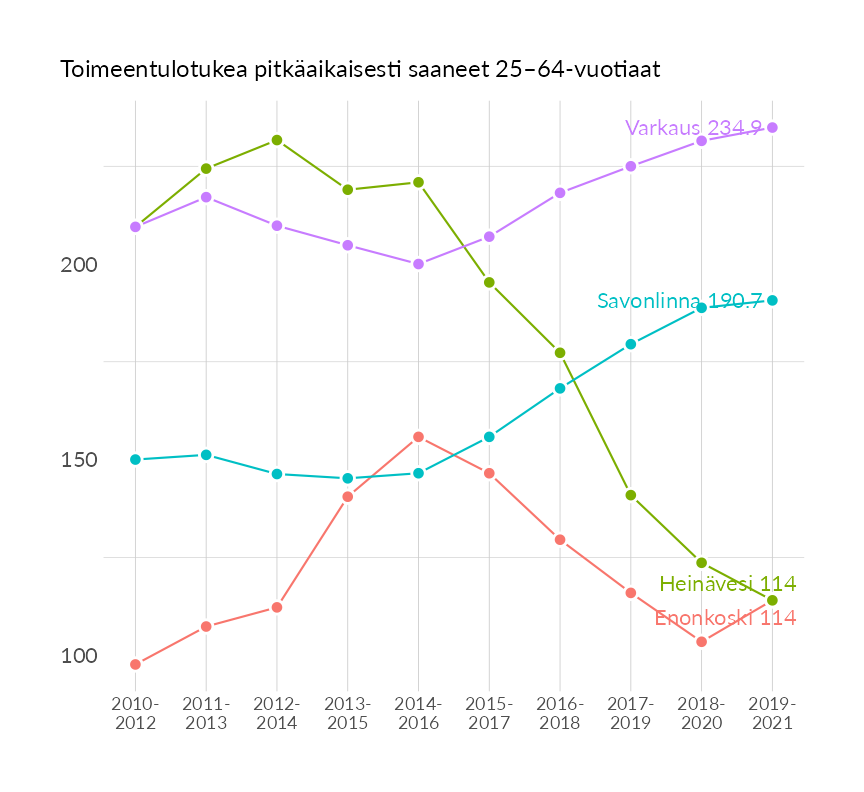 Toimeentulotukea pitkäaikaisesti saaneet 25–64-vuotiaat
Varkaus 234.9
200
Savonlinna 190.7
150
Heinävesi 114
Enonkoski 114
100
2010- 2011- 2012- 2013- 2014- 2015- 2016- 2017- 2018- 2019-
2012 2013 2014 2015 2016 2017 2018 2019 2020 2021